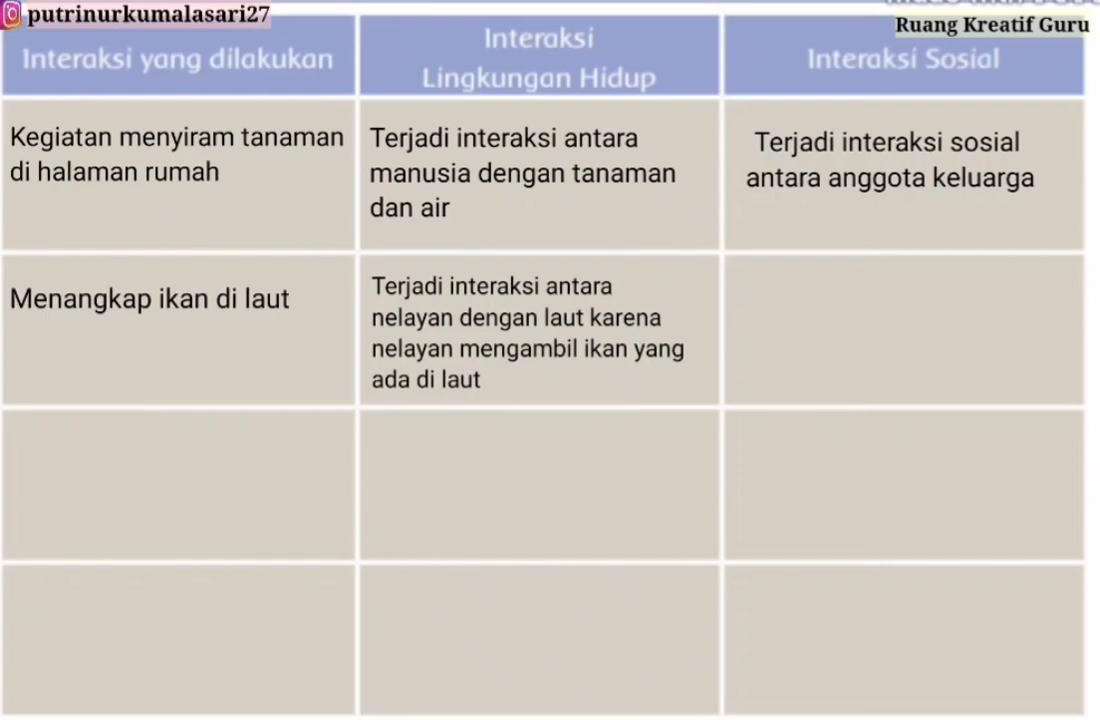 putrinurkumalasari27
Ruang Kreatif Guru
Interaksi yang dilakukan
Interaksi
Lingkungan Hidup
Interaksi Sosial
Kegiatan menyiram tanaman
di halaman rumah
Terjadi interaksi antara
manusia dengan tanaman
dan air
Terjadi interaksi sosial
antara anggota keluarga
Menangkap ikan di laut
Terjadi interaksi antara
nelayan dengan laut karena
nelayan mengambil ikan yang
ada di laut